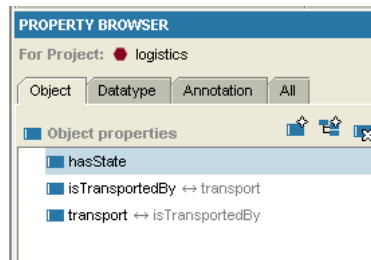 PROPERTY BROWSER
For Project: logistics
Object Datatype Annotation All
Object properties
hasState
isTransportedBy ↔ transport
transport ↔ isTransportedBy